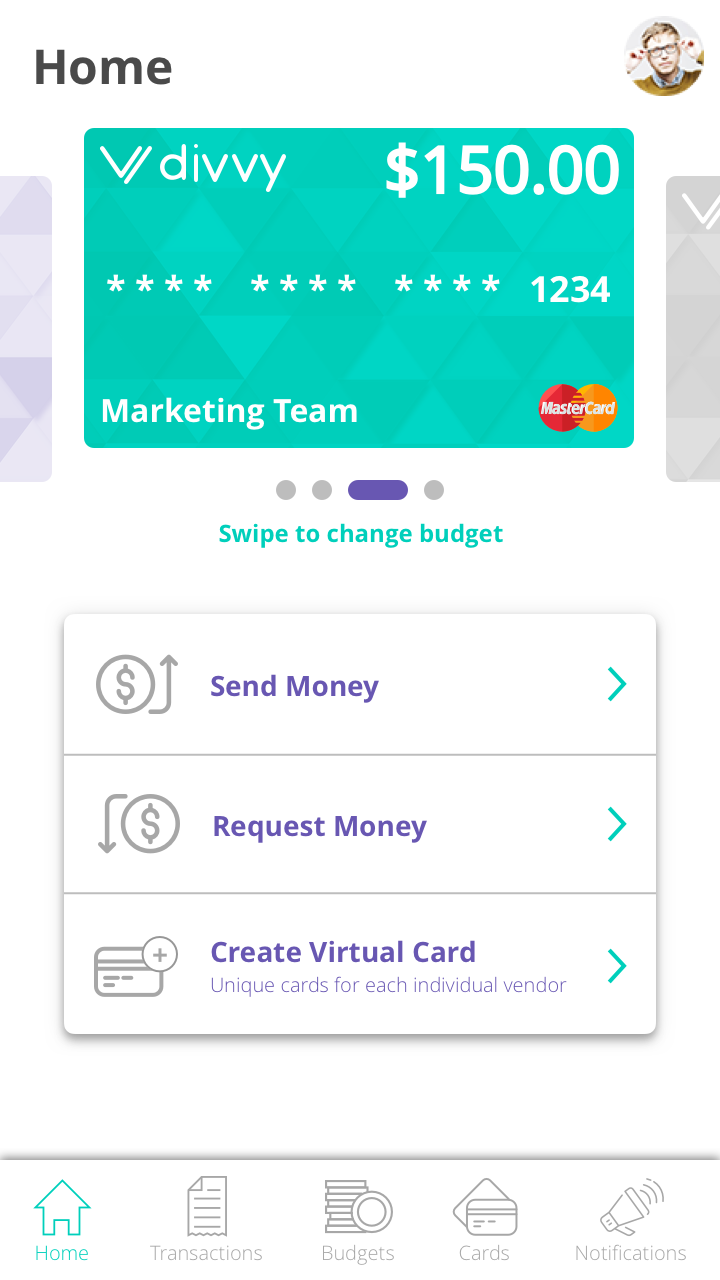 Home
divvy $150.00
**** **** **** 1234
Marketing Team MasterCard
Swipe to change budget
$ Send Money
$ Request Money
Create Virtual Card
Unique cards for each individual vendor
Home Transactions Budgets Cards Notifications